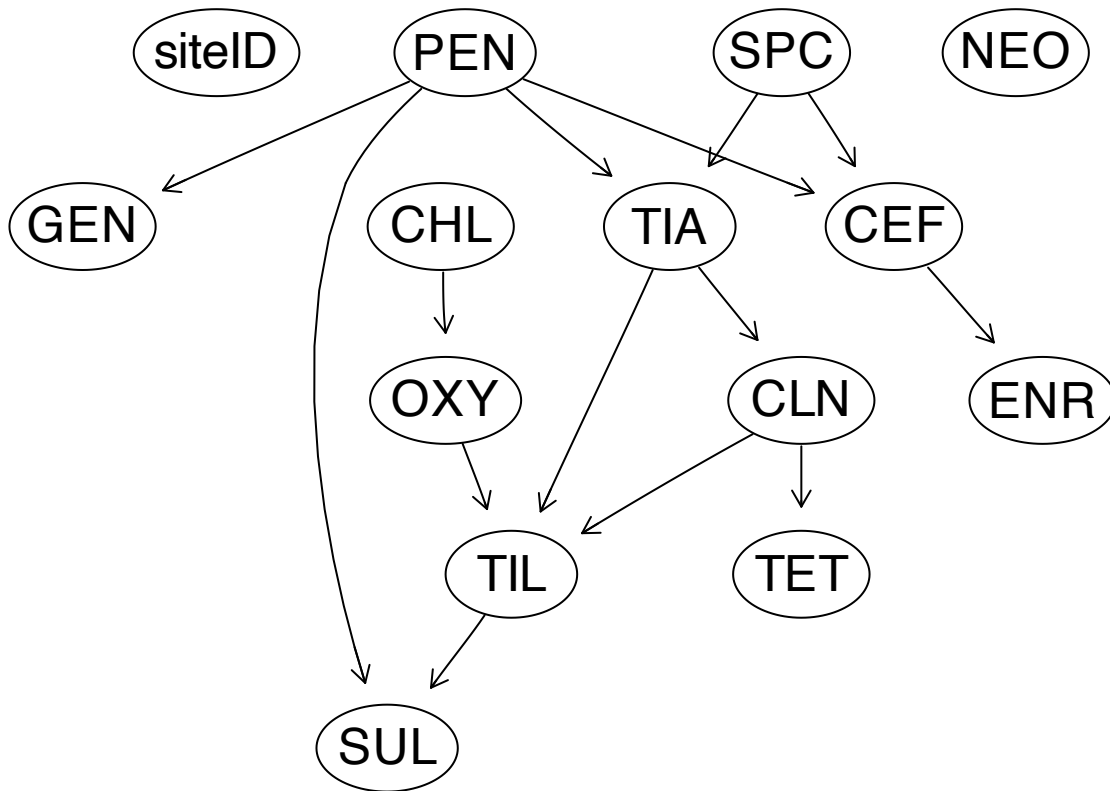 siteID PEN SPC NEO
GEN CHL TIA CEF
OXY CLN ENR
TIL TET
SUL